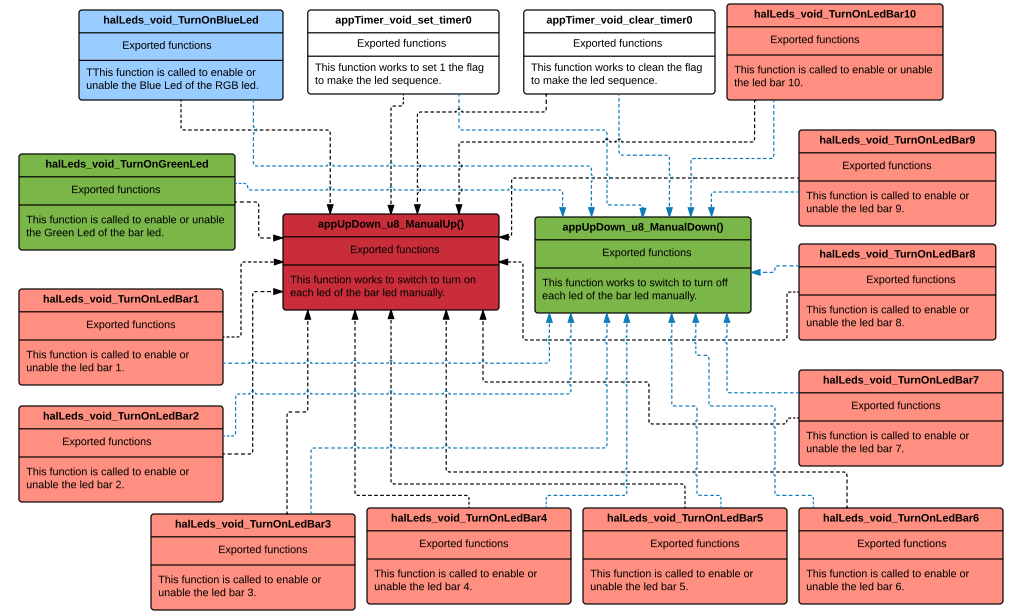 halLeds_void_TurnOnBlueLed
Exported functions
TThis function is called to enable or
unable the Blue Led of the RGB led.
appTimer_void_set_timer0
Exported functions
This function works to set 1 the flag
to make the led sequence.
appTimer_void_clear_timer0
Exported functions
This function works to clean the flag
to make the led sequence.
halLeds_void_TurnOnLedBar10
Exported functions
This function is called to enable or unable
the led bar 10.
halLeds_void_TurnOnLedBar9
Exported functions
This function is called to enable or
unable the led bar 9.
halLeds_void_TurnOnGreenLed
Exported functions
This function is called to enable or unable
the Green Led of the bar led.
appUpDown_u8_ManualUp()
Exported functions
This function works to switch to turn on
each led of the bar led manually.
appUpDown_u8_ManualDown()
Exported functions
This function works to switch to turn off
each led of the bar led manually.
halLeds_void_TurnOnLedBar8
Exported functions
This function is called to enable or
unable the led bar 8.
halLeds_void_TurnOnLedBar1
Exported functions
This function is called to enable or
unable the led bar 1.
halLeds_void_TurnOnLedBar7
Exported functions
This function is called to enable or
unable the led bar 7.
halLeds_void_TurnOnLedBar2
Exported functions
This function is called to enable or
unable the led bar 2.
halLeds_void_TurnOnLedBar3
Exported functions
This function is called to enable or
unable the led bar 3.
halLeds_void_TurnOnLedBar4
Exported functions
This function is called to enable or
unable the led bar 4.
halLeds_void_TurnOnLedBar5
Exported functions
This function is called to enable or
unable the led bar 5.
halLeds_void_TurnOnLedBar6
Exported functions
This function is called to enable or
unable the led bar 6.